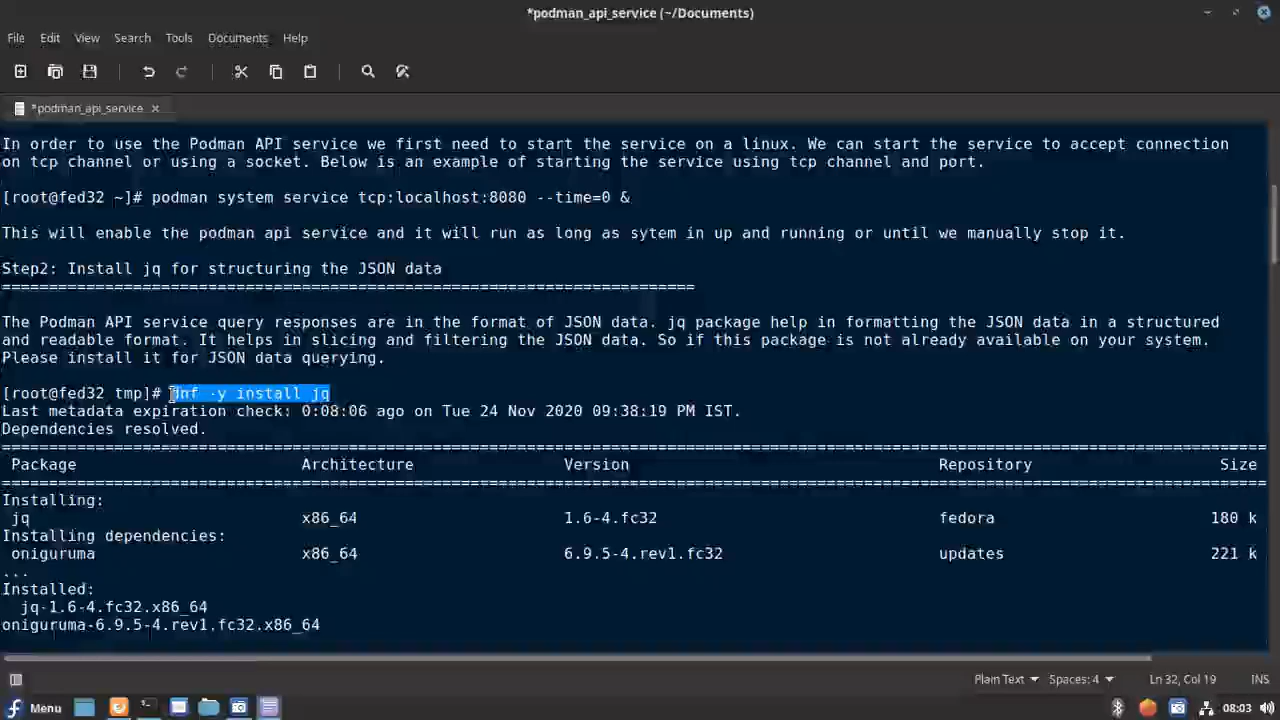 *podman_api_service (~/Documents)
File Edit View Search Tools Documents Help
*podman_api_service
In order to use the Podman API service we first need to start the service on a linux. We can start the service to accept connection
on tcp channel or using a socket. Below is an example of starting the service using tcp channel and port.
[root@fed32 ~]# podman system service tcp:localhost:8080 --time=0 &
This will enable the podman api service and it will run as long as sytem in up and running or until we manually stop it.
Step2: Install jq for structuring the JSON data
==========================================================================
The Podman API service query responses are in the format of JSON data. jq package help in formatting the JSON data in a structured
and readable format. It helps in slicing and filtering the JSON data. So if this package is not already available on your system.
Please install it for JSON data querying.
[root@fed32 tmp]# dnf -y install jq
Last metadata expiration check: 0:08:06 ago on Tue 24 Nov 2020 09:38:19 PM IST.
Dependencies resolved.
=======================================================================================================================================
Package Architecture Version Repository Size
=======================================================================================================================================
Installing:
jq x86_64 1.6-4.fc32 fedora 180 k
Installing dependencies:
oniguruma x86_64 6.9.5-4.rev1.fc32 updates 221 k
...
Installed:
jq-1.6-4.fc32.x86_64
oniguruma-6.9.5-4.rev1.fc32.x86_64
Plain Text Spaces: 4 Ln 32, Col 19 INS
Menu 08:03